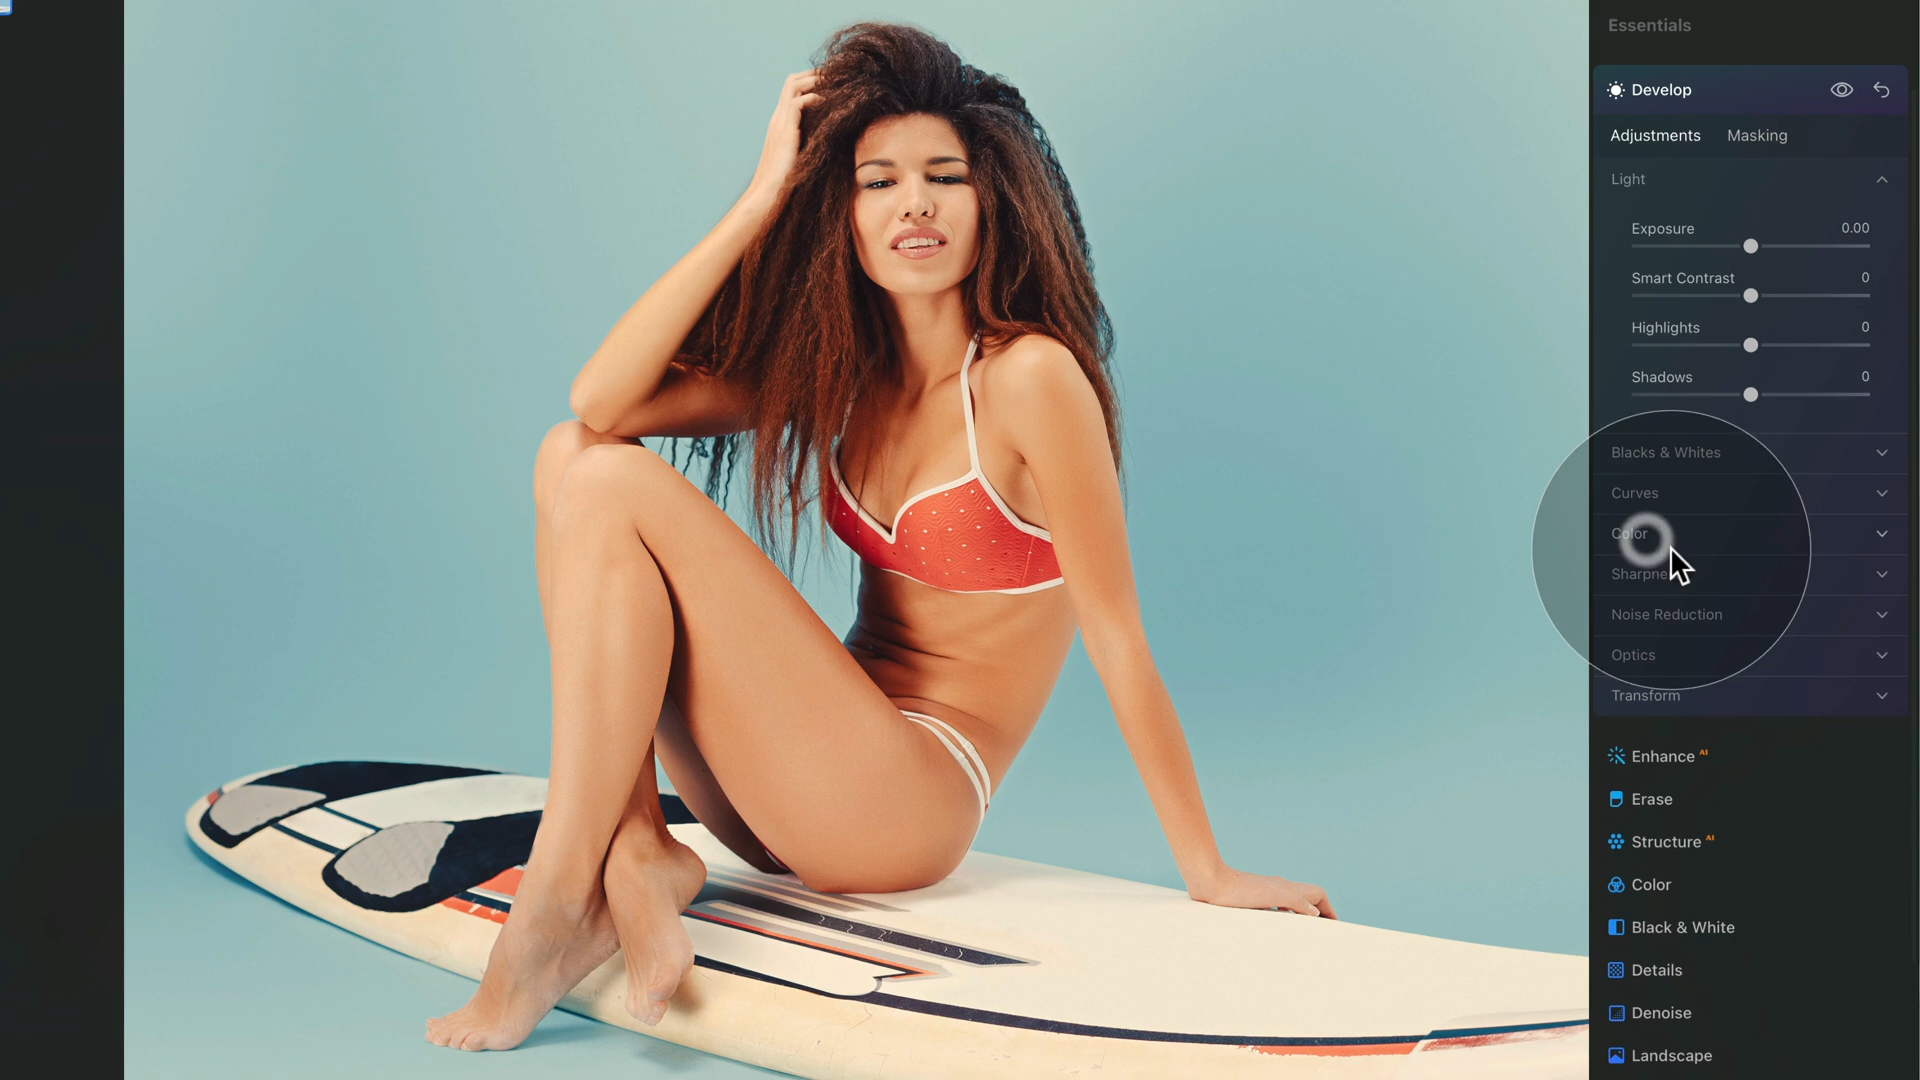 Essentials
Develop
Adjustments Masking
Light
Exposure 0.00
Smart Contrast 0
Highlights 0
Shadows 0
Blacks & Whites
Curves
Color
Sharpne
Noise Reduction
Optics
Transform
Enhance AI
Erase
Structure AI
Color
Black & White
Details
Denoise
Landscape